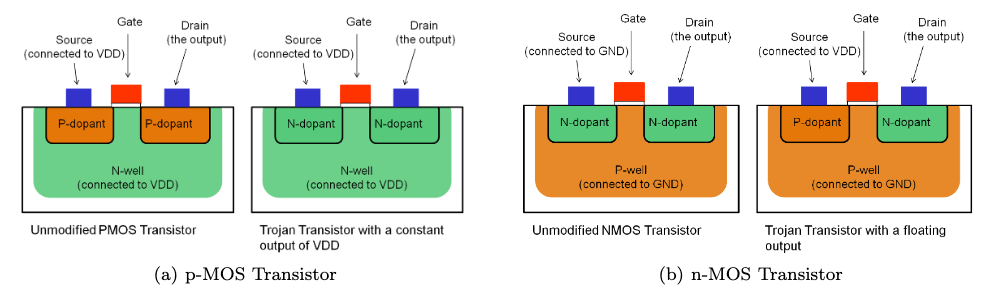 Gate
Source
(connected to VDD)
Drain
(the output)
P-dopant
P-dopant
N-well
(connected to VDD)
Unmodified PMOS Transistor
Gate
Source
(connected to VDD)
Drain
(the output)
N-dopant
N-dopant
N-well
(connected to VDD)
Trojan Transistor with a constant
output of VDD
(a) p-MOS Transistor
Gate
Source
(connected to GND)
Drain
(the output)
N-dopant
N-dopant
P-well
(connected to GND)
Unmodified NMOS Transistor
Gate
Source
(connected to VDD)
Drain
(the output)
P-dopant
N-dopant
P-well
(connected to GND)
Trojan Transistor with a floating
output
(b) n-MOS Transistor